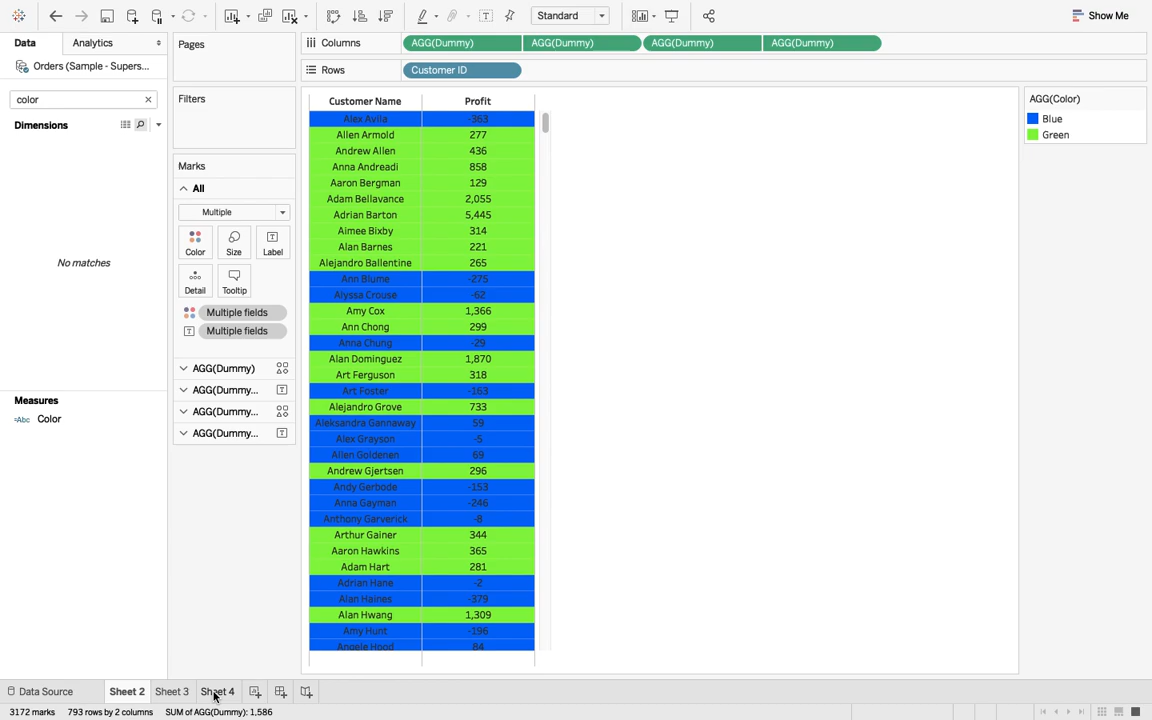 Standard
Show Me
Data
Analytics
Pages
Columns
AGG(Dummy)
AGG(Dummy)
AGG(Dummy)
AGG(Dummy)
Orders (Sample - Supers...
Rows
Customer ID
color
Filters
Customer Name
Profit
AGG(Color)
Blue
Green
Dimensions
No matches
Measures
Color
Marks
All
Multiple
Color
Size
Label
Detail
Tooltip
Multiple fields
Multiple fields
AGG(Dummy)
AGG(Dummy...
AGG(Dummy...
AGG(Dummy...
Alex Avila -363
Allen Armold 277
Andrew Allen 436
Anna Andreadi 858
Aaron Bergman 129
Adam Bellavance 2,055
Adrian Barton 5,445
Aimee Bixby 314
Alan Barnes 221
Alejandro Ballentine 265
Ann Blume -275
Alyssa Crouse -62
Amy Cox 1,366
Ann Chong 299
Anna Chung -29
Alan Dominguez 1,870
Art Ferguson 318
Art Foster -163
Alejandro Grove 733
Aleksandra Gannaway 59
Alex Grayson -5
Allen Goldenen 69
Andrew Gjertsen 296
Andy Gerbode -153
Anna Gayman -246
Anthony Garverick -8
Arthur Gainer 344
Aaron Hawkins 365
Adam Hart 281
Adrian Hane -2
Alan Haines -379
Alan Hwang 1,309
Amy Hunt -196
Angele Hood 84
Data Source
Sheet 2
Sheet 3
Sheet 4
3172 marks
793 rows by 2 columns
SUM of AGG(Dummy): 1,586